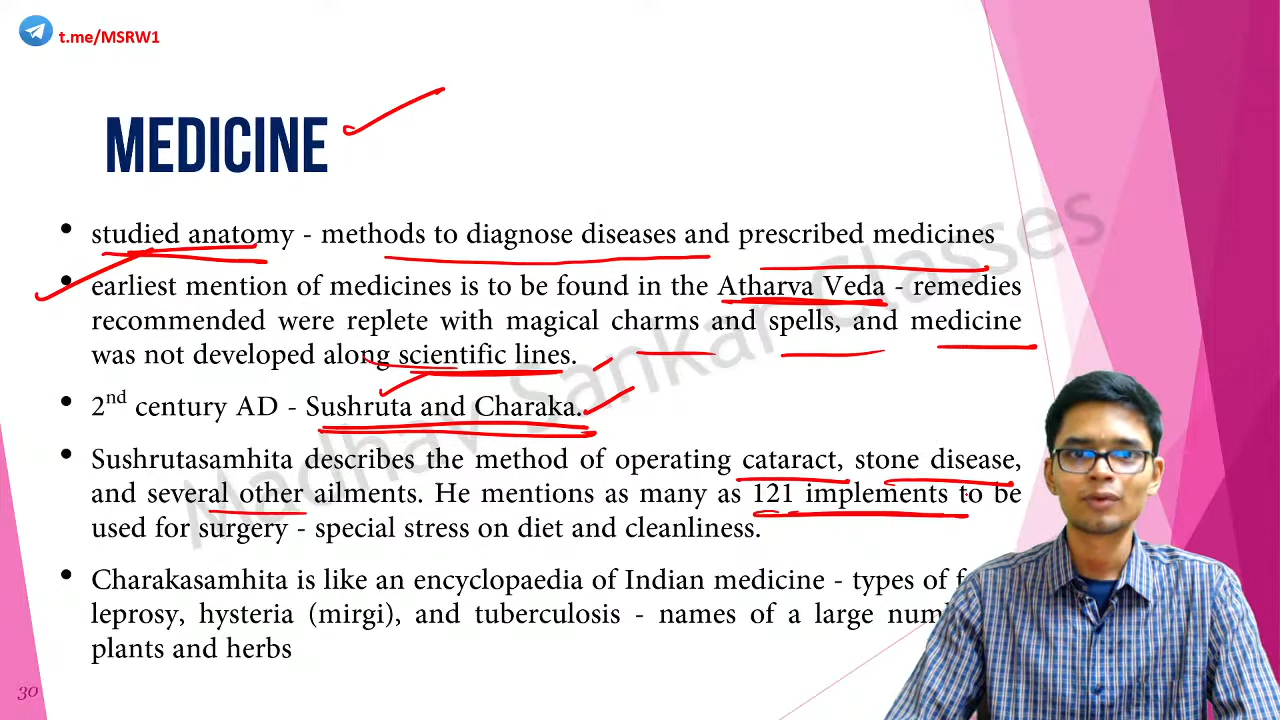 t.me/MSRW1
MEDICINE
• studied anatomy - methods to diagnose diseases and prescribed medicines
• earliest mention of medicines is to be found in the Atharva Veda - remedies
recommended were replete with magical charms and spells, and medicine
was not developed along scientific lines.
• 2nd century AD - Sushruta and Charaka.
• Sushrutasamhita describes the method of operating cataract, stone disease,
and several other ailments. He mentions as many as 121 implements to be
used for surgery - special stress on diet and cleanliness.
• Charakasamhita is like an encyclopaedia of Indian medicine - types of
leprosy, hysteria (mirgi), and tuberculosis - names of a large
plants and herbs
Madhav Sankar Classes
30